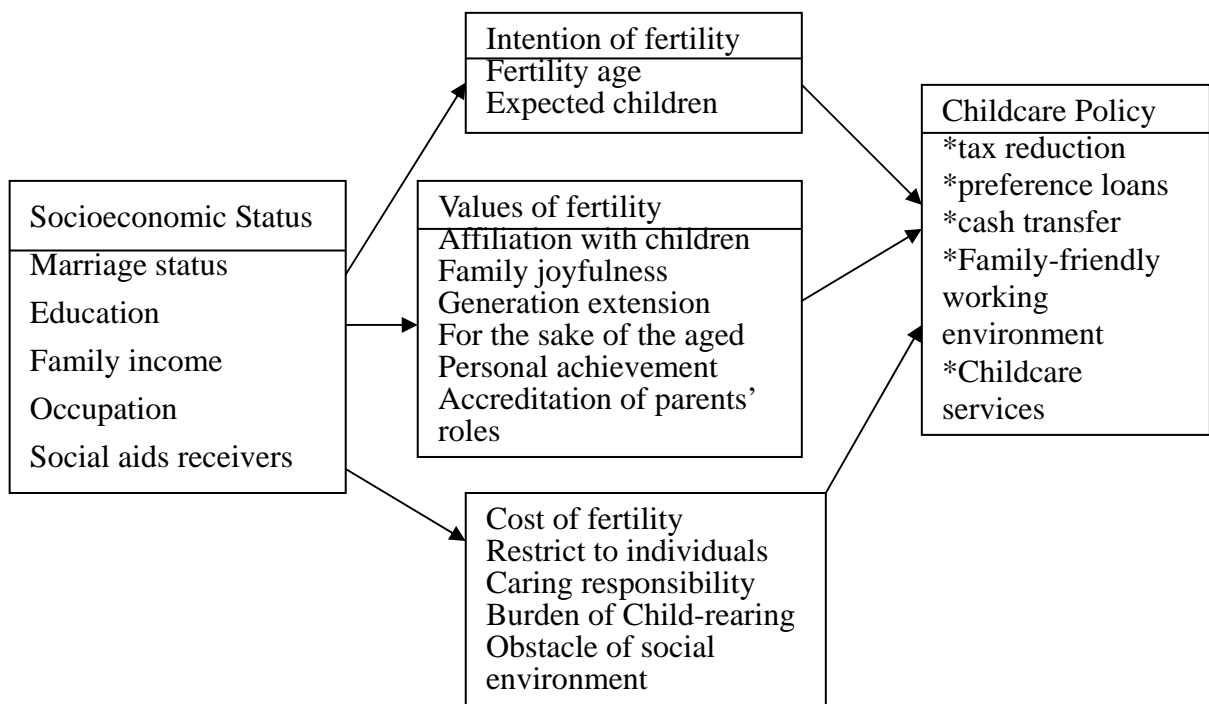 Socioeconomic Status
Marriage status
Education
Family income
Occupation
Social aids receivers
Intention of fertility
Fertility age
Expected children
Values of fertility
Affiliation with children
Family joyfulness
Generation extension
For the sake of the aged
Personal achievement
Accreditation of parents’
roles
Cost of fertility
Restrict to individuals
Caring responsibility
Burden of Child-rearing
Obstacle of social
environment
Childcare Policy
*tax reduction
*preference loans
*cash transfer
*Family-friendly
working
environment
*Childcare
services